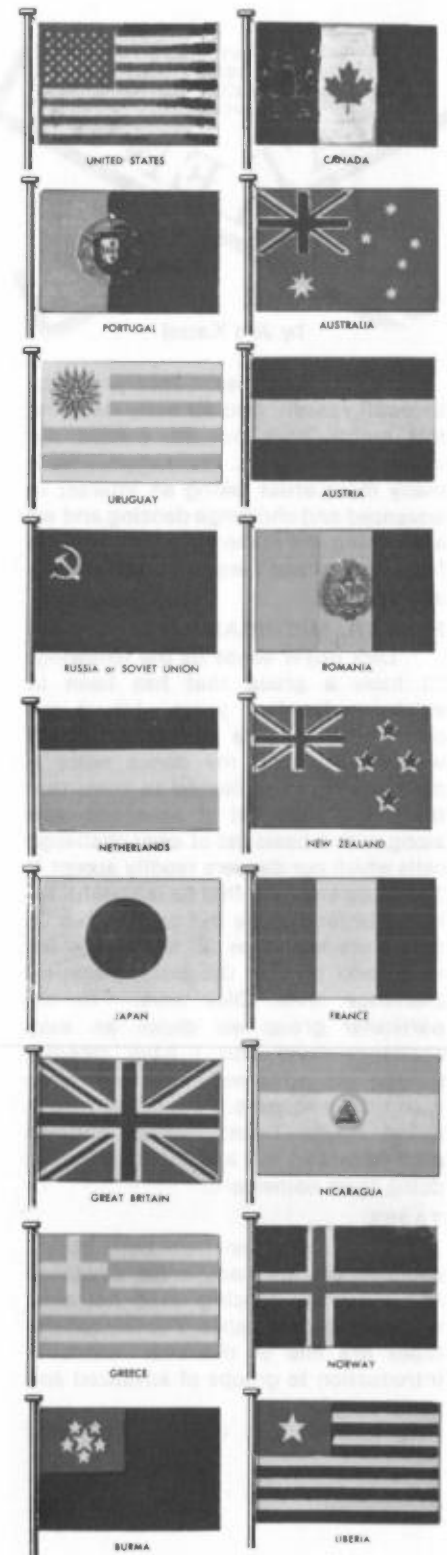 UNITED STATES
CANADA
PORTUGAL
AUSTRALIA
URUGUAY
AUSTRIA
RUSSIA or SOVIET UNION
ROMANIA
NETHERLANDS
NEW ZEALAND
JAPAN
FRANCE
GREAT BRITAIN
NICARAGUA
GREECE
NORWAY
BURMA
LIBERIA